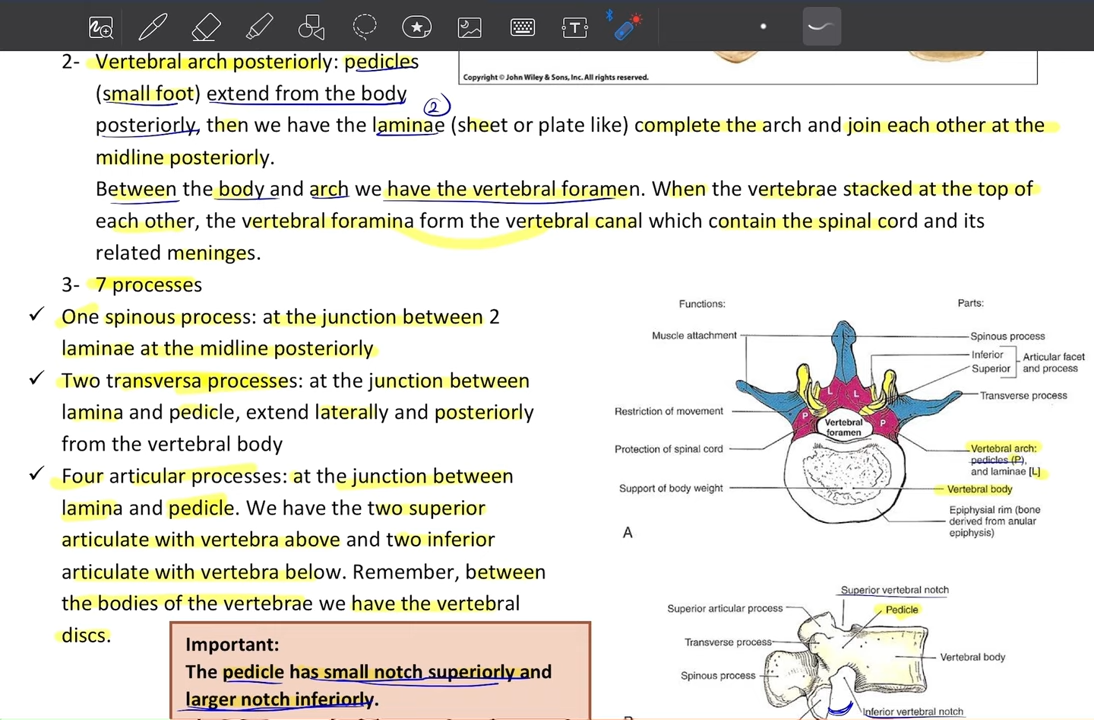 2- Vertebral arch posteriorly: pedicles
(small foot) extend from the body
posteriorly, then we have the laminae (sheet or plate like) complete the arch and join each other at the
midline posteriorly.
Between the body and arch we have the vertebral foramen. When the vertebrae stacked at the top of
each other, the vertebral foramina form the vertebral canal which contain the spinal cord and its
related meninges.
3- 7 processes
✓ One spinous process: at the junction between 2
laminae at the midline posteriorly
✓ Two transversa processes: at the junction between
lamina and pedicle, extend laterally and posteriorly
from the vertebral body
✓ Four articular processes: at the junction between
lamina and pedicle. We have the two superior
articulate with vertebra above and two inferior
articulate with vertebra below. Remember, between
the bodies of the vertebrae we have the vertebral
discs.
Important:
The pedicle has small notch superiorly and
larger notch inferiorly.
Copyright © John Wiley & Sons, Inc. All rights reserved.
2
T
Functions:
Parts:
Muscle attachment
Spinous process
Inferior
Superior
Articular facet
and process
Transverse process
Restriction of movement
Protection of spinal cord
Support of body weight
L
L
P
P
Vertebral
foramen
Vertebral arch:
pedicles (P),
and laminae [L]
Vertebral body
Epiphysial rim (bone
derived from anular
epiphysis)
A
Superior vertebral notch
Superior articular process
Pedicle
Transverse process
Vertebral body
Spinous process
Inferior vertebral notch